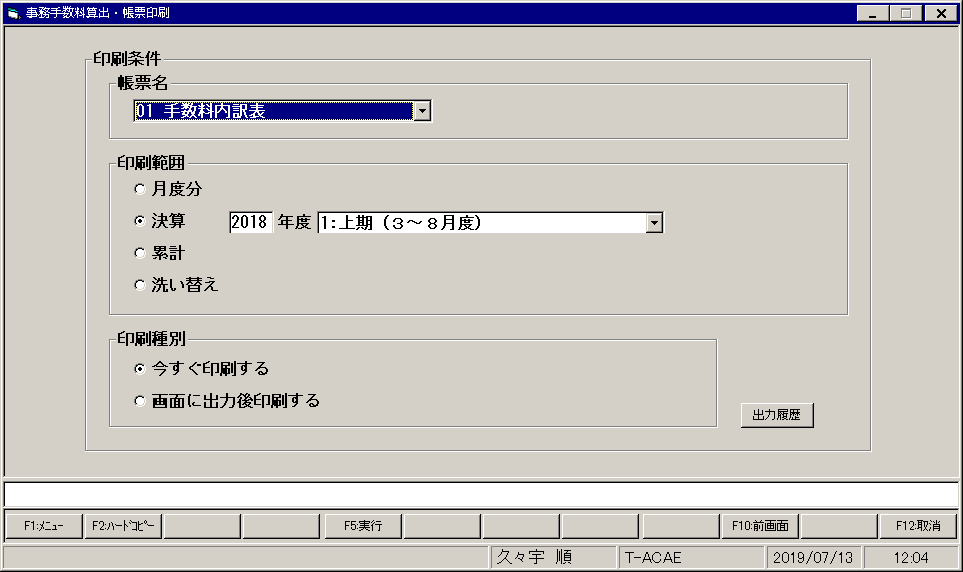 事務手数料算出・帳票印刷
印刷条件
帳票名
01 手数料内訳表
印刷範囲
月度分
決算 2018 年度 1:上期（３～８月度）
累計
洗い替え
印刷種別
今すぐ印刷する
画面に出力後印刷する
出力履歴
F1:ﾒﾆｭｰ F2:ﾊｰﾄﾞｺﾋﾟｰ F5:実行 F10:前画面 F12:取消
久々宇 順 T-ACAE 2019/07/13 12:04